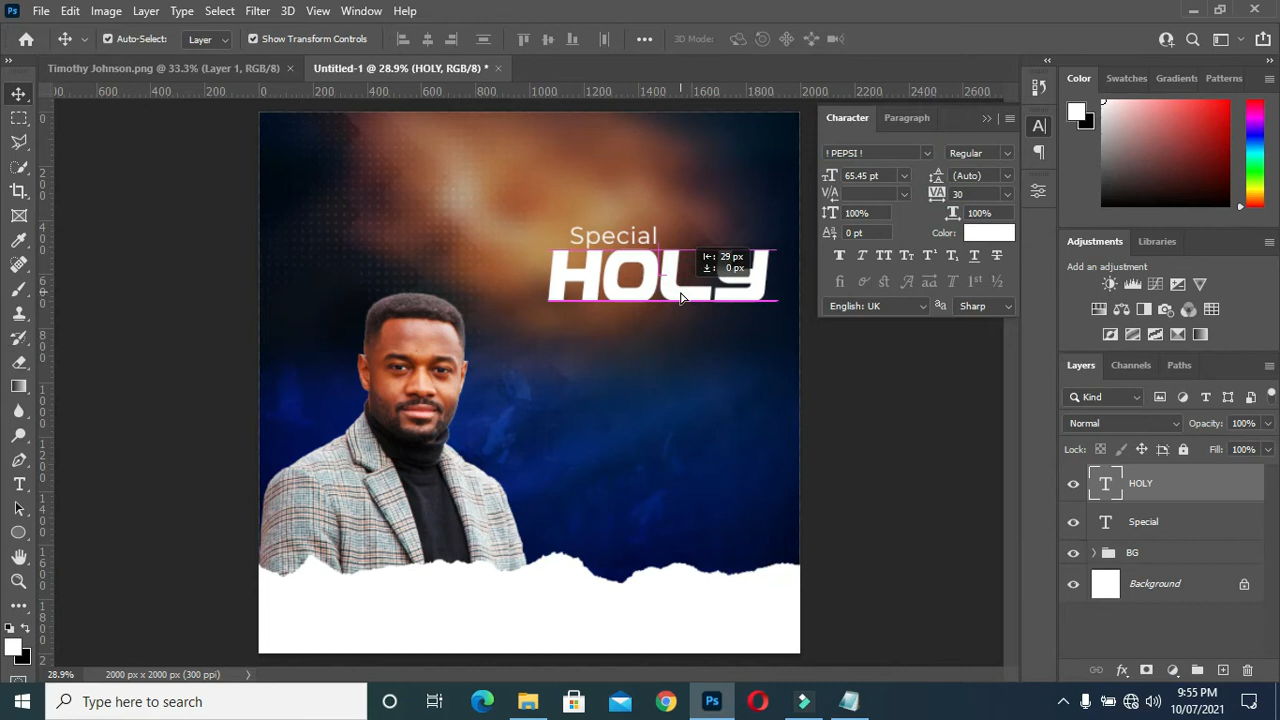 Ps File Edit Image Layer Type Select Filter 3D View Window Help
Auto-Select: Layer Show Transform Controls 3D Mode:
Timothy Johnson.png @ 33.3% (Layer 1, RGB/8) × Untitled-1 @ 28.9% (HOLY, RGB/8) * ×
600 400 200 0 200 400 600 800 1000 1200 1400 1600 1800 2000 2200 2400 2600
Color Swatches Gradients Patterns
Character Paragraph
! PEPSI ! Regular
65.45 pt (Auto)
30
100% 100%
0 pt Color:
English: UK Sharp
Special
HOLY
29 px
0 px
Adjustments Libraries
Add an adjustment
Layers Channels Paths
Kind
Normal Opacity: 100%
Lock: Fill: 100%
HOLY
Special
BG
Background
28.9% 2000 px x 2000 px (300 ppi)
Type here to search
Ps
9:55 PM
10/07/2021